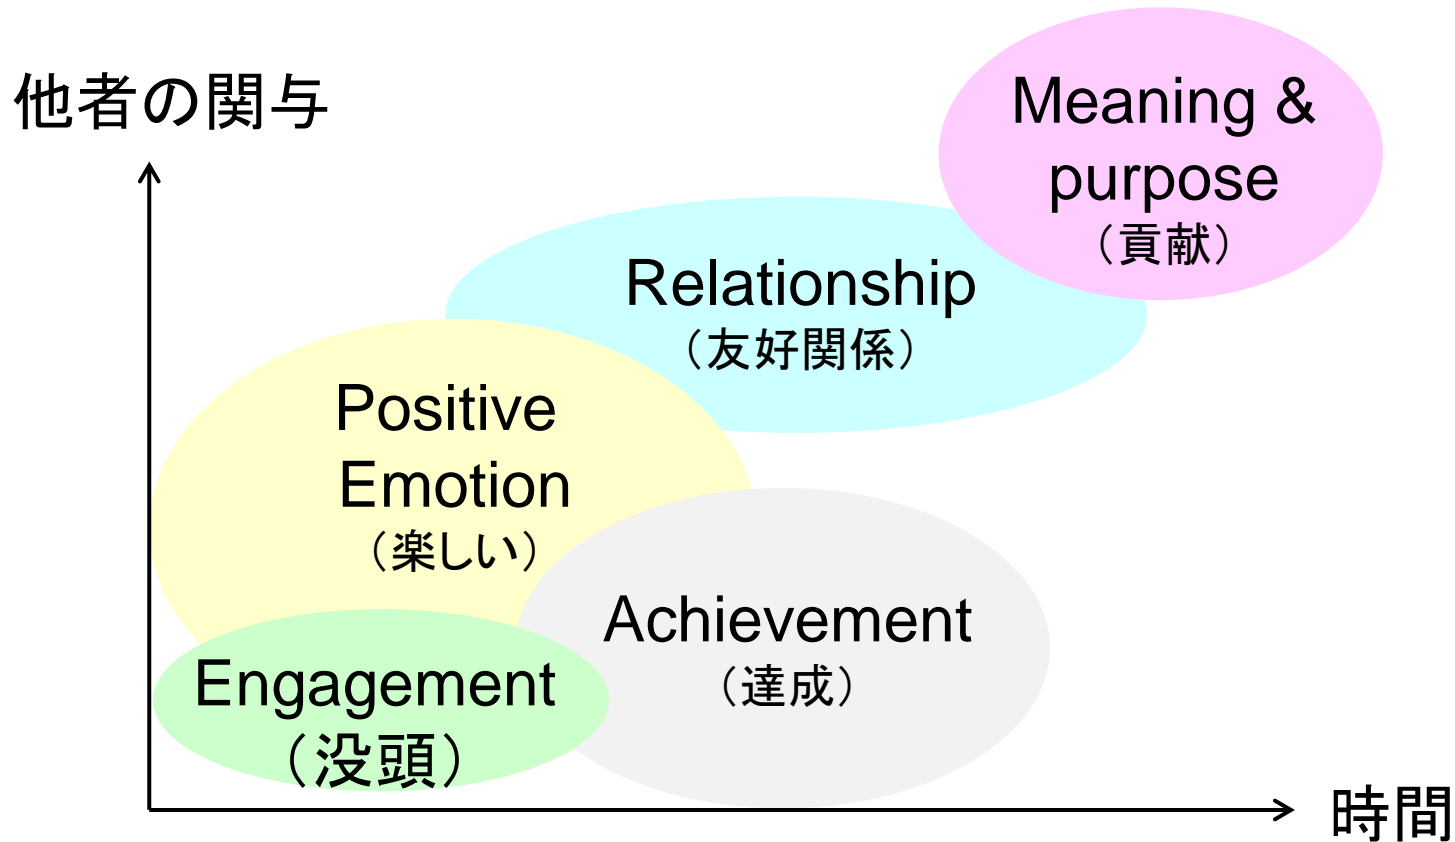 他者の関与
Meaning &
purpose
（貢献）
Relationship
（友好関係）
Positive
Emotion
（楽しい）
Achievement
（達成）
Engagement
（没頭）
時間